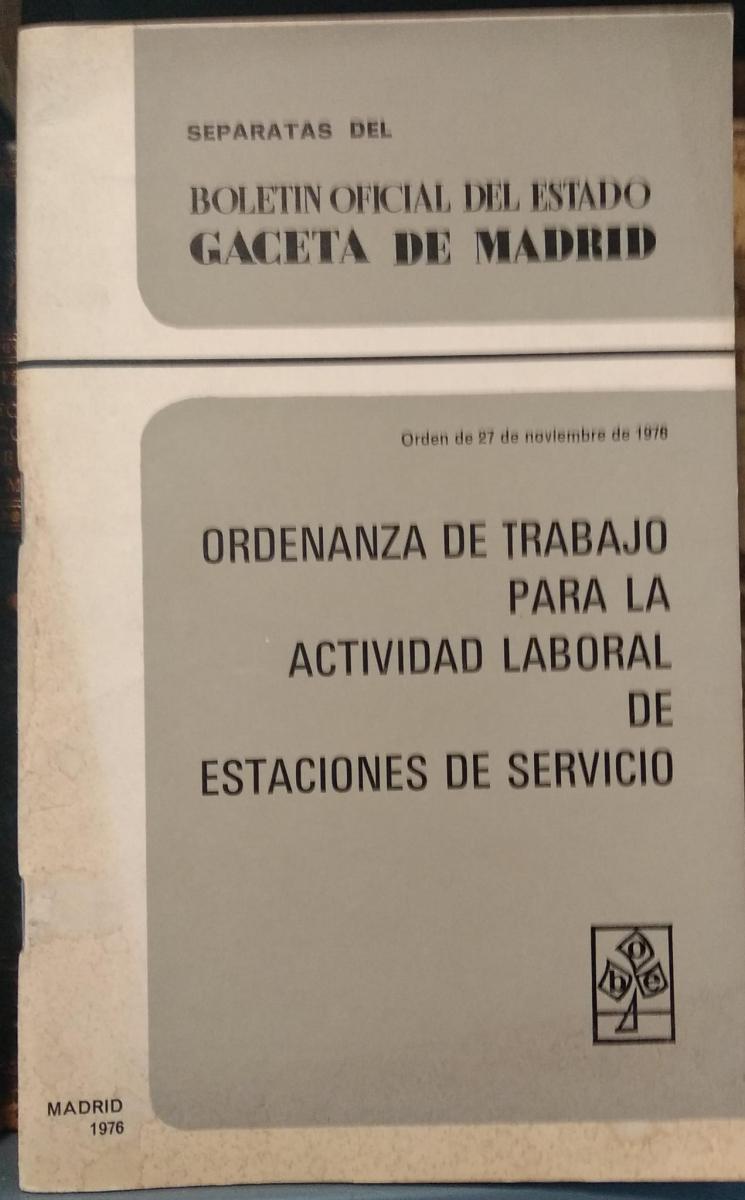 SEPARATAS DEL
BOLETIN OFICIAL DEL ESTADO
GACETA DE MADRID
Orden de 27 de noviembre de 1976
ORDENANZA DE TRABAJO
PARA LA
ACTIVIDAD LABORAL
DE
ESTACIONES DE SERVICIO
b o e
MADRID
1976